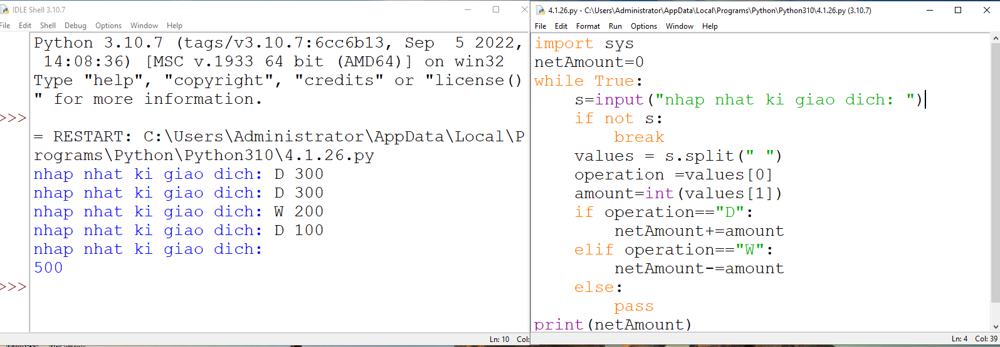 IDLE Shell 3.10.7
File Edit Shell Debug Options Window Help
Python 3.10.7 (tags/v3.10.7:6cc6b13, Sep  5 2022,
 14:08:36) [MSC v.1933 64 bit (AMD64)] on win32
Type "help", "copyright", "credits" or "license()
" for more information.
>>>
= RESTART: C:\Users\Administrator\AppData\Local\P
rograms\Python\Python310\4.1.26.py
nhap nhat ki giao dich: D 300
nhap nhat ki giao dich: D 300
nhap nhat ki giao dich: W 200
nhap nhat ki giao dich: D 100
nhap nhat ki giao dich:
500
>>>
Ln: 10 Col:
4.1.26.py - C:\Users\Administrator\AppData\Local\Programs\Python\Python310\4.1.26.py (3.10.7)
File Edit Format Run Options Window Help
import sys
netAmount=0
while True:
    s=input("nhap nhat ki giao dich: ")
    if not s:
        break
    values = s.split(" ")
    operation =values[0]
    amount=int(values[1])
    if operation=="D":
        netAmount+=amount
    elif operation=="W":
        netAmount-=amount
    else:
        pass
print(netAmount)
Ln: 4 Col: 39